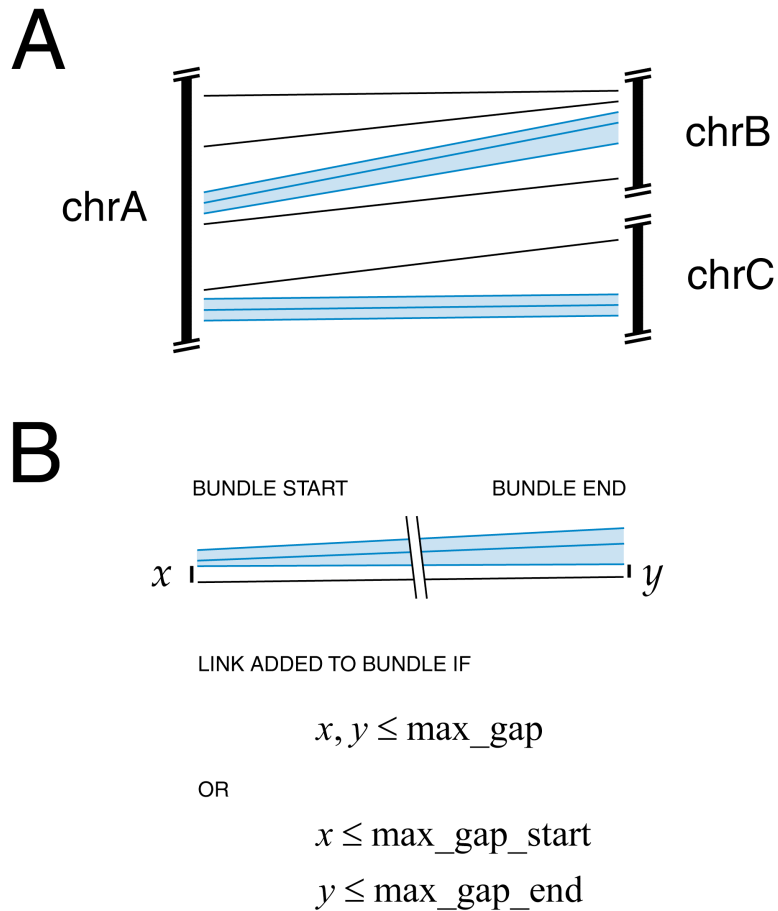 A
chrA
chrB
chrC
B
BUNDLE START
BUNDLE END
x
y
LINK ADDED TO BUNDLE IF
x, y ≤ max_gap
OR
x ≤ max_gap_start
y ≤ max_gap_end